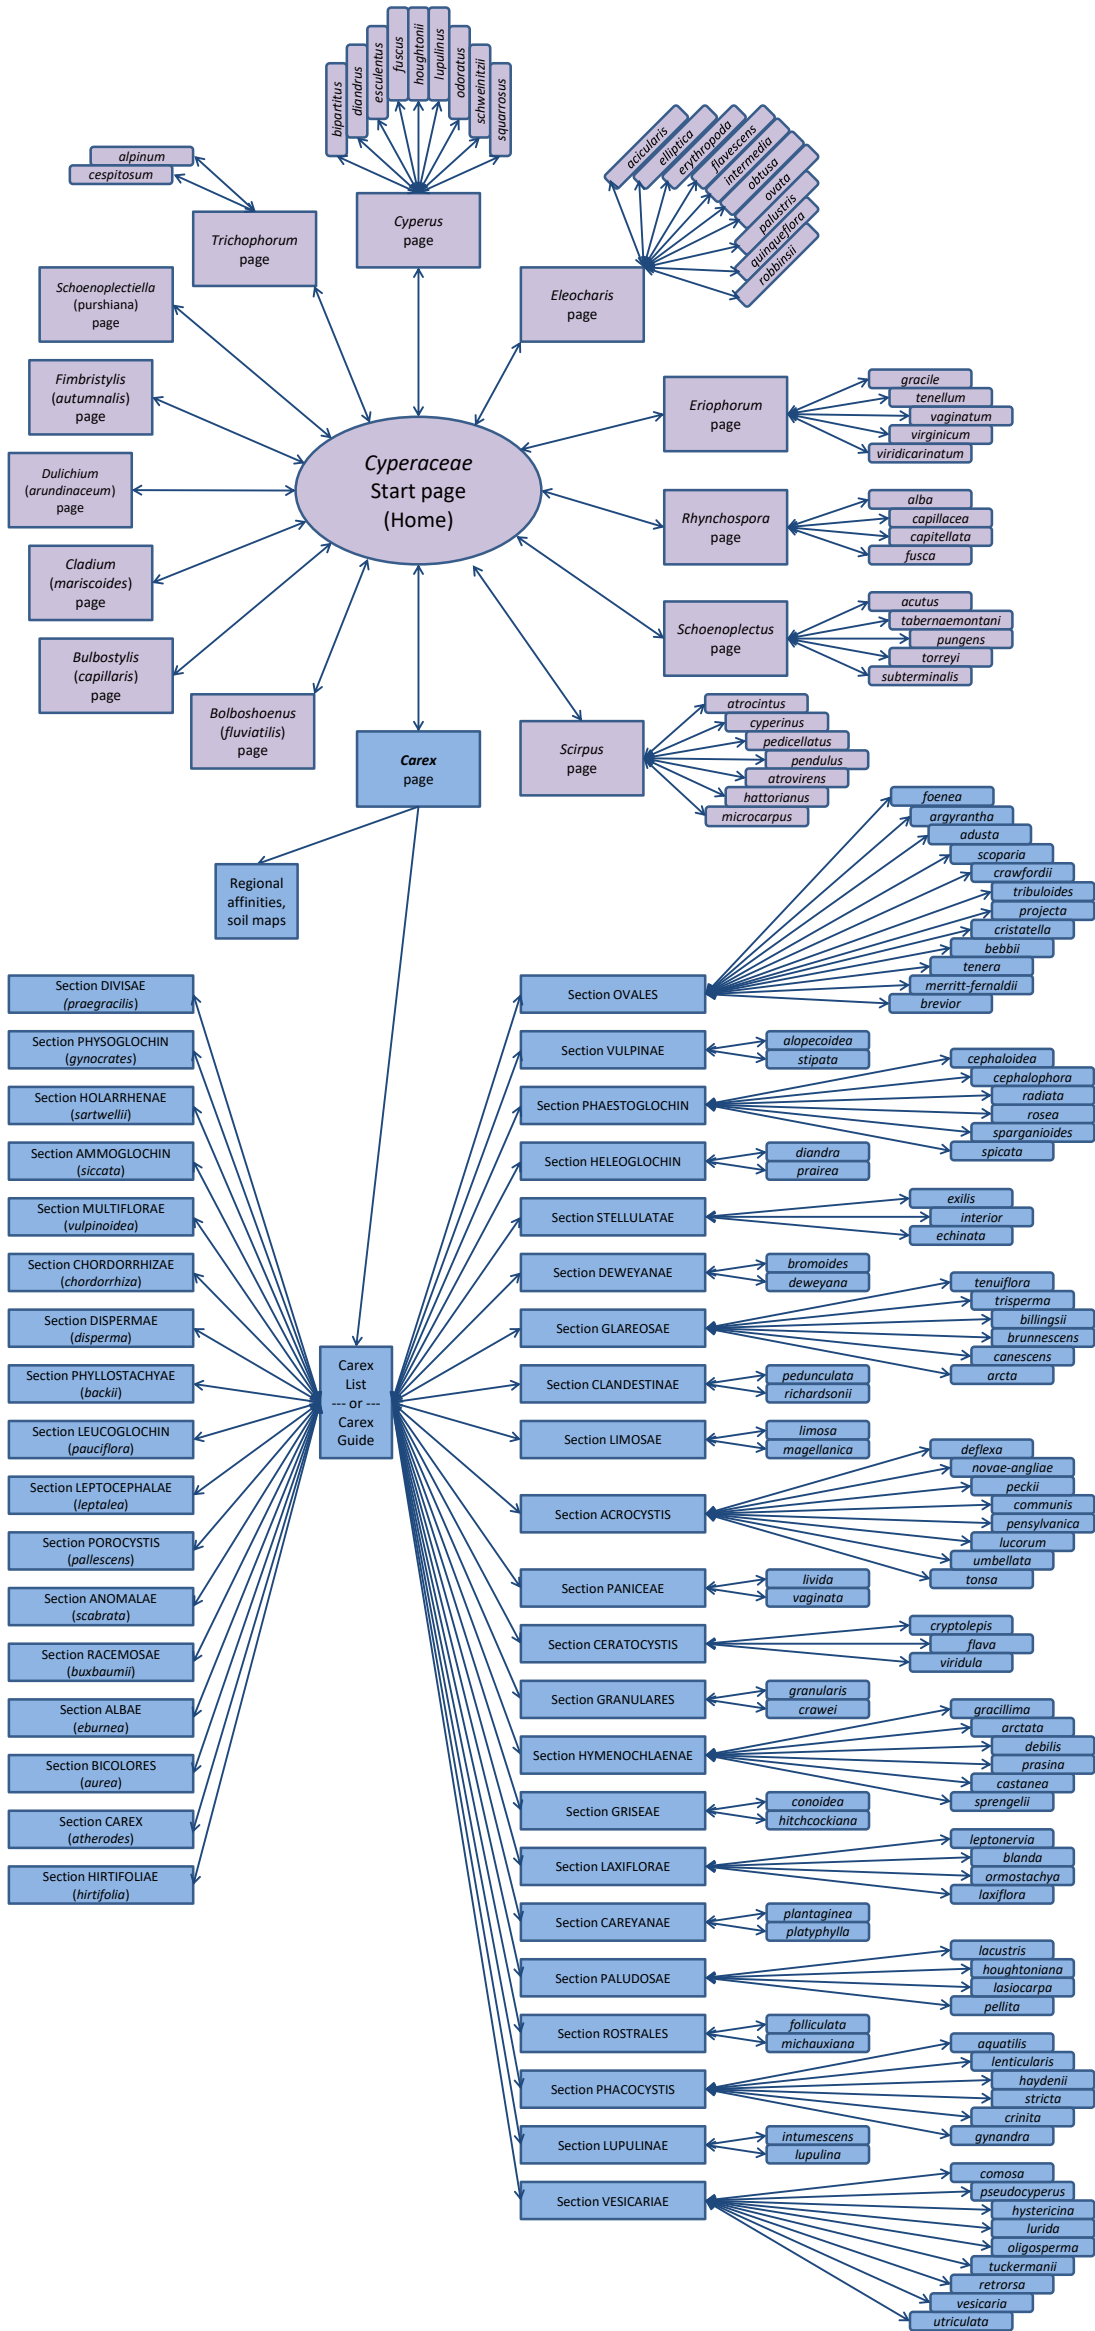 bipartitus
diandrus
esculentus
fuscus
houghtonii
lupulinus
odoratus
schweinitzii
squarrosus
Cyperus
page
alpinum
cespitosum
Trichophorum
page
acicularis
elliptica
erythropoda
flavescens
intermedia
obtusa
ovata
palustris
quinqueflora
robbinsii
Eleocharis
page
Schoenoplectiella
(purshiana)
page
Fimbristylis
(autumnalis)
page
Dulichium
(arundinaceum)
page
Cladium
(mariscoides)
page
Bulbostylis
(capillaris)
page
Bolboshoenus
(fluviatilis)
page
Cyperaceae
Start page
(Home)
Eriophorum
page
gracile
tenellum
vaginatum
virginicum
viridicarinatum
Rhynchospora
page
alba
capillacea
capitellata
fusca
Schoenoplectus
page
acutus
tabernaemontani
pungens
torreyi
subterminalis
Scirpus
page
atrocintus
cyperinus
pedicellatus
pendulus
atrovirens
hattorianus
microcarpus
Carex
page
Regional
affinities,
soil maps
Carex
List
--- or ---
Carex
Guide
Section DIVISAE
(praegracilis)
Section PHYSOGLOCHIN
(gynocrates)
Section HOLARRHENAE
(sartwellii)
Section AMMOGLOCHIN
(siccata)
Section MULTIFLORAE
(vulpinoidea)
Section CHORDORRHIZAE
(chordorrhiza)
Section DISPERMAE
(disperma)
Section PHYLLOSTACHYAE
(backii)
Section LEUCOGLOCHIN
(pauciflora)
Section LEPTOCEPHALAE
(leptalea)
Section POROCYSTIS
(pallescens)
Section ANOMALAE
(scabrata)
Section RACEMOSAE
(buxbaumii)
Section ALBAE
(eburnea)
Section BICOLORES
(aurea)
Section CAREX
(atherodes)
Section HIRTIFOLIAE
(hirtifolia)
Section OVALES
foenea
argyrantha
adusta
scoparia
crawfordii
tribuloides
projecta
cristatella
bebbii
tenera
merritt-fernaldii
brevior
Section VULPINAE
alopecoidea
stipata
Section PHAESTOGLOCHIN
cephaloidea
cephalophora
radiata
rosea
sparganioides
spicata
Section HELEOGLOCHIN
diandra
prairea
Section STELLULATAE
exilis
interior
echinata
Section DEWEYANAE
bromoides
deweyana
Section GLAREOSAE
tenuiflora
trisperma
billingsii
brunnescens
canescens
arcta
Section CLANDESTINAE
pedunculata
richardsonii
Section LIMOSAE
limosa
magellanica
Section ACROCYSTIS
deflexa
novae-angliae
peckii
communis
pensylvanica
lucorum
umbellata
tonsa
Section PANICEAE
livida
vaginata
Section CERATOCYSTIS
cryptolepis
flava
viridula
Section GRANULARES
granularis
crawei
Section HYMENOCHLAENAE
gracillima
arctata
debilis
prasina
castanea
sprengelii
Section GRISEAE
conoidea
hitchcockiana
Section LAXIFLORAE
leptonervia
blanda
ormostachya
laxiflora
Section CAREYANAE
plantaginea
platyphylla
Section PALUDOSAE
lacustris
houghtoniana
lasiocarpa
pellita
Section ROSTRALES
folliculata
michauxiana
Section PHACOCYSTIS
aquatilis
lenticularis
haydenii
stricta
crinita
gynandra
Section LUPULINAE
intumescens
lupulina
Section VESICARIAE
comosa
pseudocyperus
hystericina
lurida
oligosperma
tuckermanii
retrorsa
vesicaria
utriculata